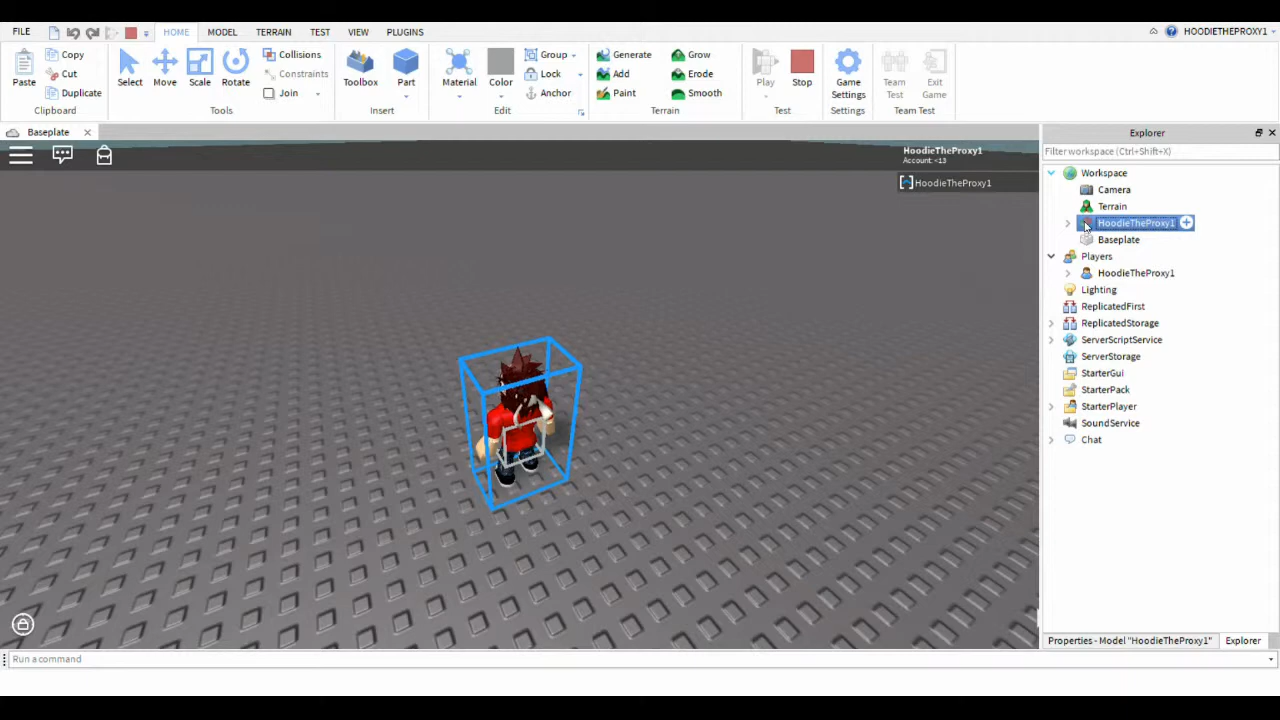 FILE HOME MODEL TERRAIN TEST VIEW PLUGINS HOODIETHEPROXY1
Paste Copy Cut Duplicate
Clipboard
Select Move Scale Rotate Collisions Constraints Join
Tools
Toolbox Part
Insert
Material Color Group Lock Anchor
Edit
Generate Add Paint Grow Erode Smooth
Terrain
Play Stop
Test
Game Settings
Settings
Team Test Exit Game
Team Test
Baseplate
HoodieTheProxy1
Account: <13
HoodieTheProxy1
Explorer
Filter workspace (Ctrl+Shift+X)
Workspace
Camera
Terrain
HoodieTheProxy1
Baseplate
Players
HoodieTheProxy1
Lighting
ReplicatedFirst
ReplicatedStorage
ServerScriptService
ServerStorage
StarterGui
StarterPack
StarterPlayer
SoundService
Chat
Properties - Model "HoodieTheProxy1" Explorer
Run a command